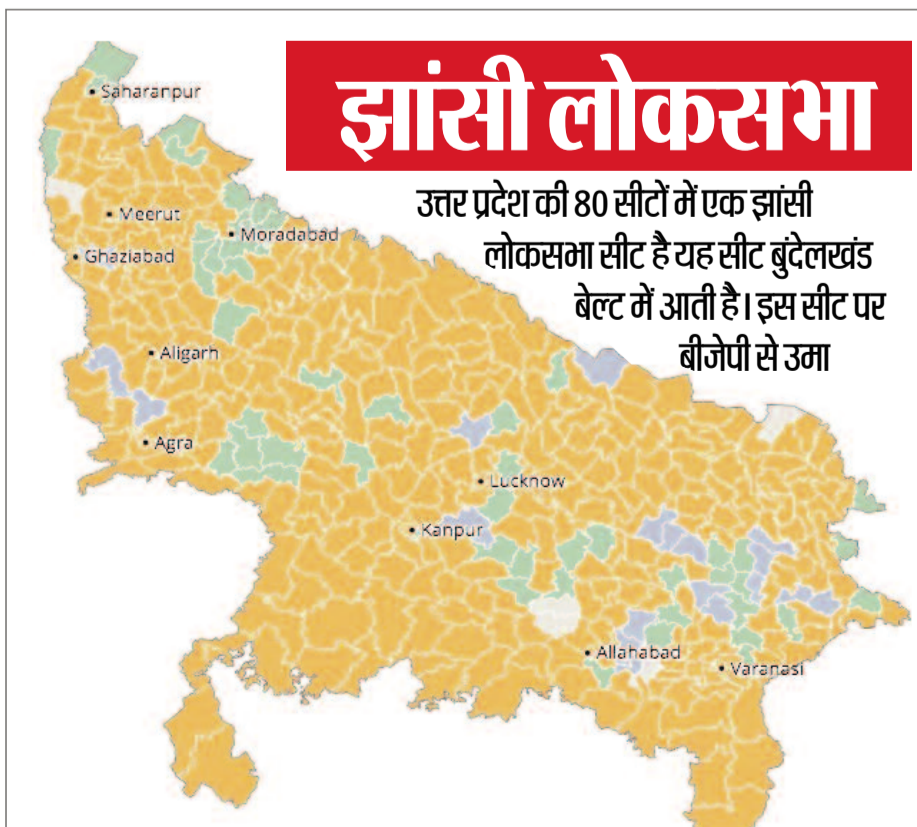 झांसी लोकसभा
उत्तर प्रदेश की 80 सीटों में एक झांसी
लोकसभा सीट है यह सीट बुंदेलखंड
बेल्ट में आती है। इस सीट पर
बीजेपी से उमा
Saharanpur
Meerut
Moradabad
Ghaziabad
Aligarh
Agra
Lucknow
Kanpur
Allahabad
Varanasi